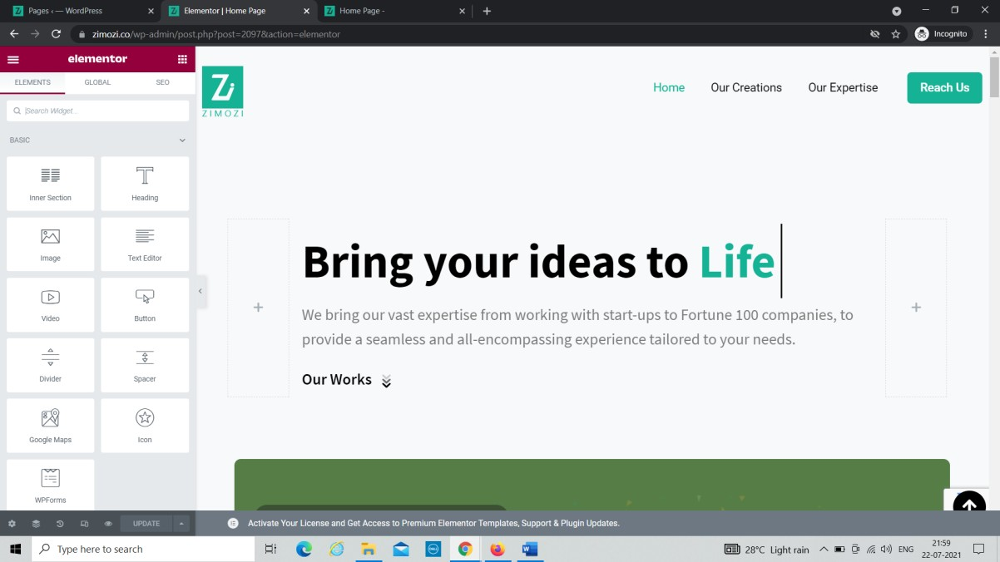 Pages ‹ — WordPress
Elementor | Home Page
Home Page -
zimozi.co/wp-admin/post.php?post=2097&action=elementor
Incognito
elementor
ELEMENTS GLOBAL SEO
Search Widget...
BASIC
Inner Section
Heading
Image
Text Editor
Video
Button
Divider
Spacer
Google Maps
Icon
WPForms
UPDATE
Zi
ZIMOZI
Home Our Creations Our Expertise Reach Us
Bring your ideas to Life
We bring our vast expertise from working with start-ups to Fortune 100 companies, to
provide a seamless and all-encompassing experience tailored to your needs.
Our Works
Activate Your License and Get Access to Premium Elementor Templates, Support & Plugin Updates.
Type here to search
DELL
28°C Light rain
ENG
21:59
22-07-2021